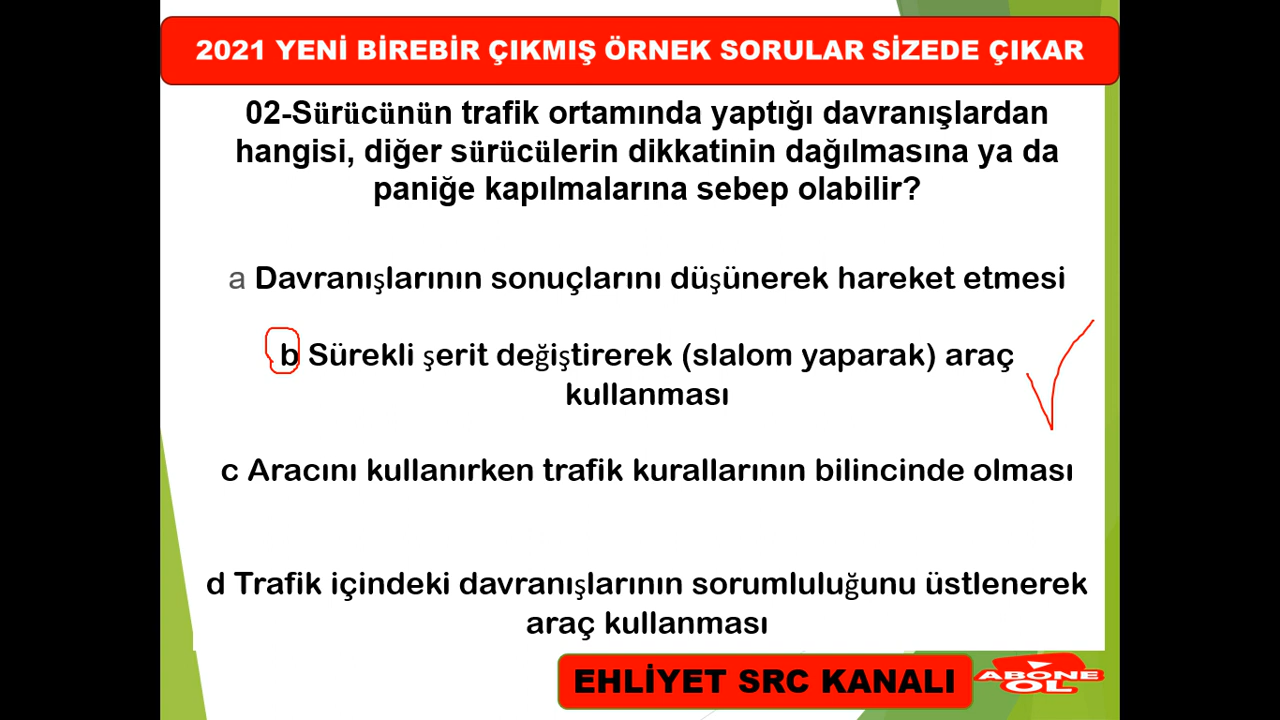 2021 YENİ BİREBİR ÇIKMIŞ ÖRNEK SORULAR SİZEDE ÇIKAR
02-Sürücünün trafik ortamında yaptığı davranışlardan
hangisi, diğer sürücülerin dikkatinin dağılmasına ya da
paniğe kapılmalarına sebep olabilir?
a Davranışlarının sonuçlarını düşünerek hareket etmesi
b Sürekli şerit değiştirerek (slalom yaparak) araç
kullanması
c Aracını kullanırken trafik kurallarının bilincinde olması
d Trafik içindeki davranışlarının sorumluluğunu üstlenerek
araç kullanması
EHLİYET SRC KANALI
ABONE
OL